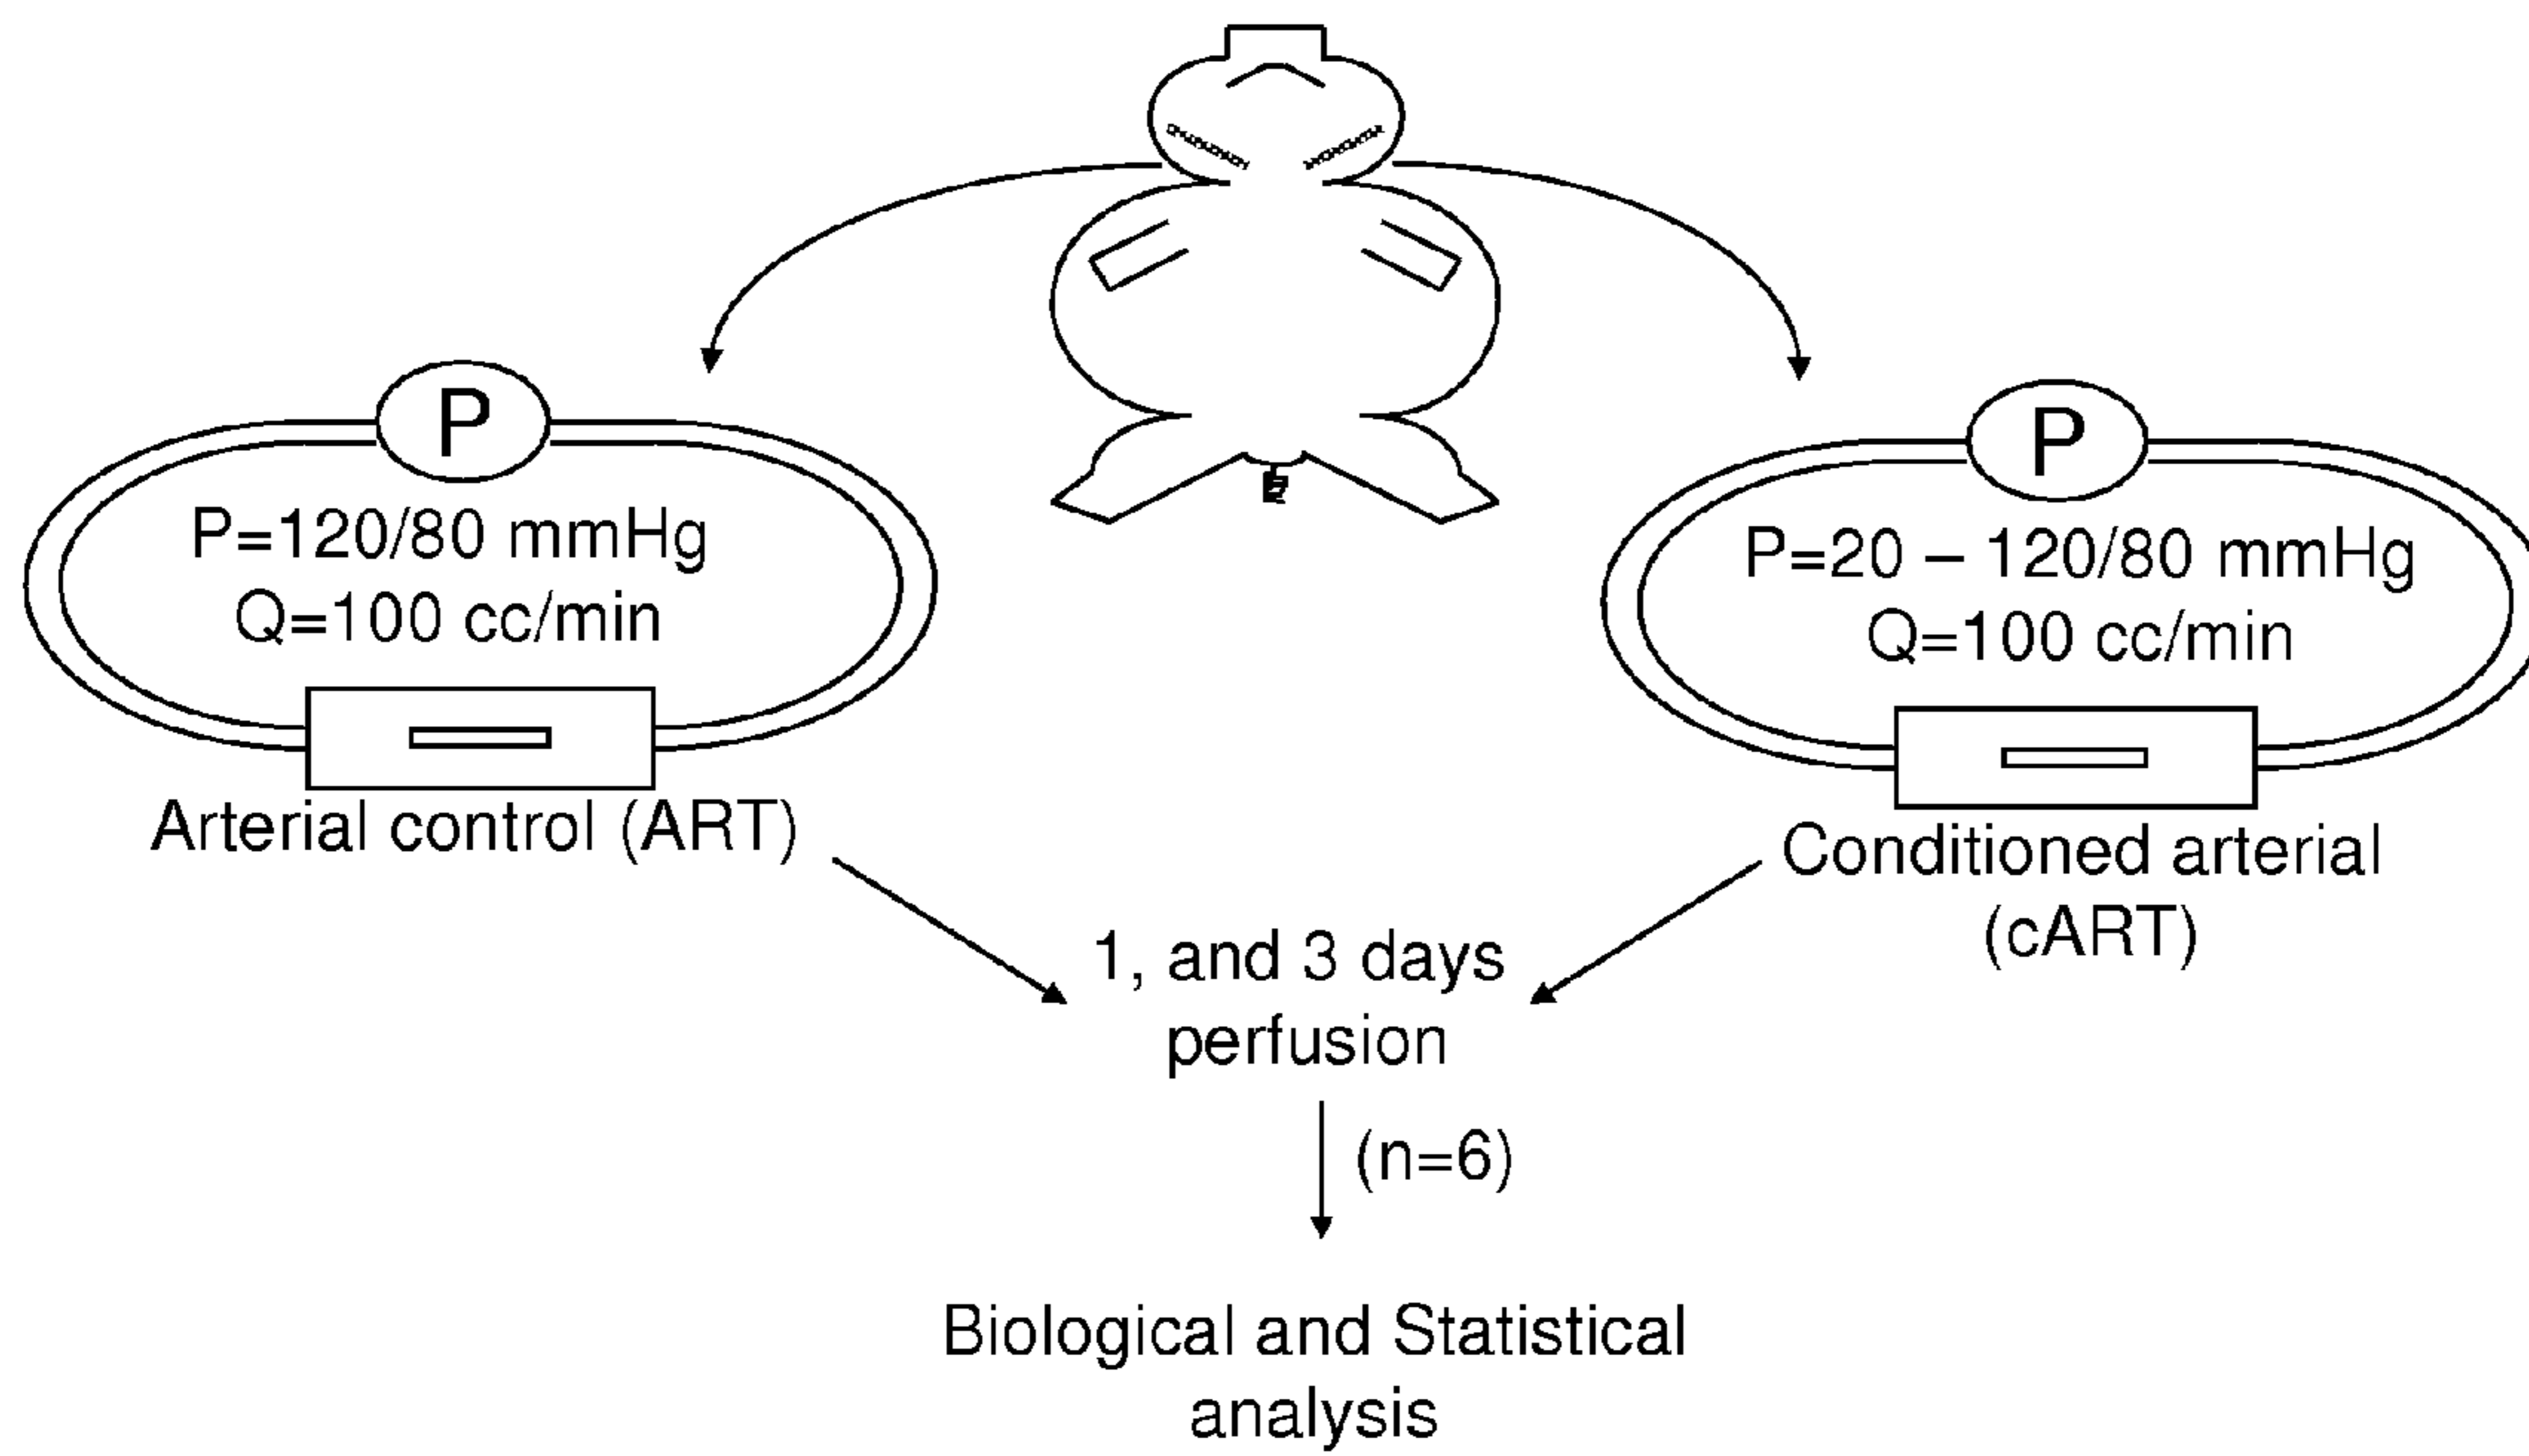 P
P=120/80 mmHg
Q=100 cc/min
Arterial control (ART)
P
P=20 – 120/80 mmHg
Q=100 cc/min
Conditioned arterial
(cART)
1, and 3 days
perfusion
(n=6)
Biological and Statistical
analysis